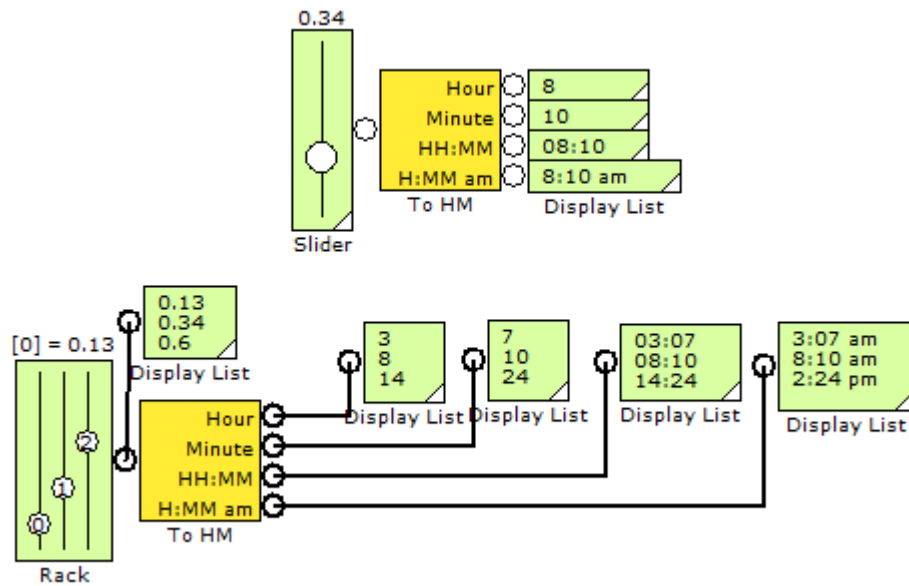 0.34
Hour
8
Minute
10
HH:MM
08:10
H:MM am
8:10 am
To HM
Display List
Slider
0.13
0.34
0.6
Display List
[0] = 0.13
3
8
14
Display List
7
10
24
Display List
03:07
08:10
14:24
Display List
3:07 am
8:10 am
2:24 pm
Display List
Hour
Minute
HH:MM
H:MM am
To HM
2
1
0
Rack